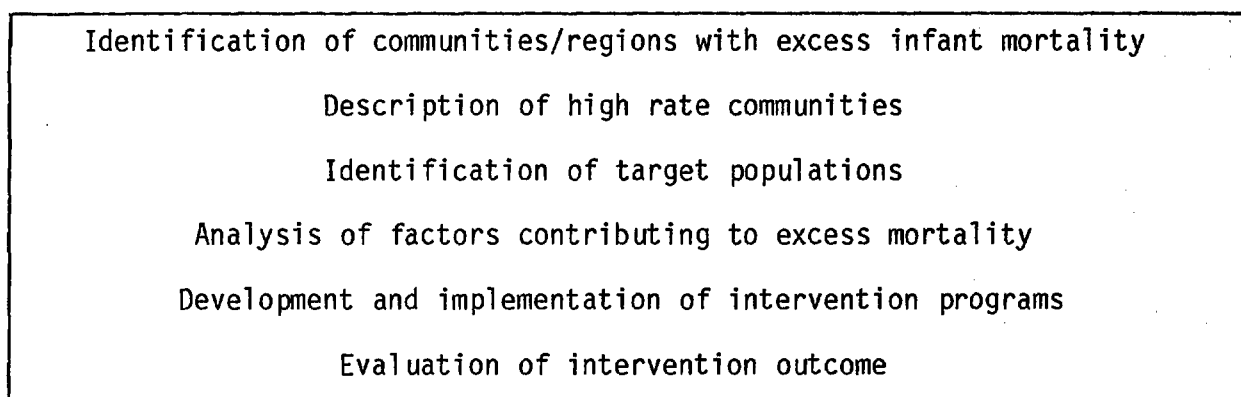 Identification of communities/regions with excess infant mortality
Description of high rate communities
Identification of target populations
Analysis of factors contributing to excess mortality
Development and implementation of intervention programs
Evaluation of intervention outcome